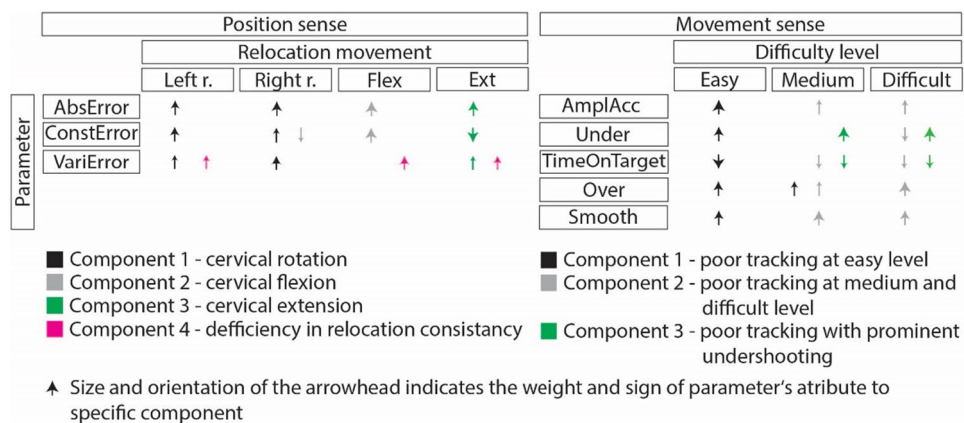 Position sense
Relocation movement
Left r. Right r. Flex Ext
Parameter
AbsError
ConstError
VariError
Component 1 - cervical rotation
Component 2 - cervical flexion
Component 3 - cervical extension
Component 4 - defficiency in relocation consistancy
Movement sense
Difficulty level
Easy Medium Difficult
AmplAcc
Under
TimeOnTarget
Over
Smooth
Component 1 - poor tracking at easy level
Component 2 - poor tracking at medium and
difficult level
Component 3 - poor tracking with prominent
undershooting
Size and orientation of the arrowhead indicates the weight and sign of parameter's atribute to
specific component